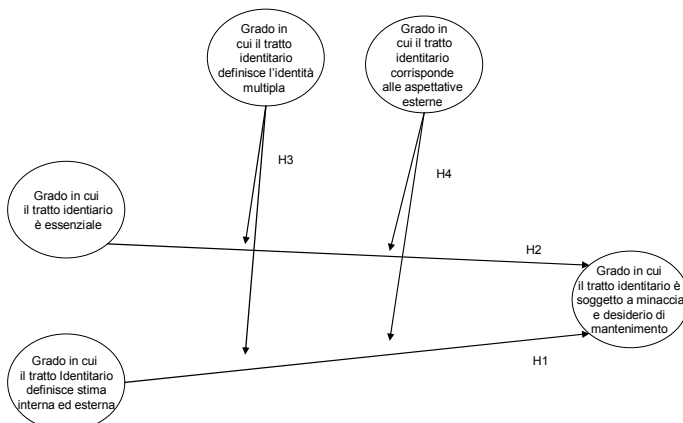 Grado in
cui il tratto
identitario
definisce l'identità
multipla
Grado in
cui il tratto
identitario
corrisponde
alle aspettative
esterne
H3
H4
Grado in cui
il tratto identiario
è essenziale
H2
Grado in cui
il tratto identitario è
soggetto a minaccia
e desiderio di
mantenimento
Grado in cui
il tratto Identitario
definisce stima
interna ed esterna
H1